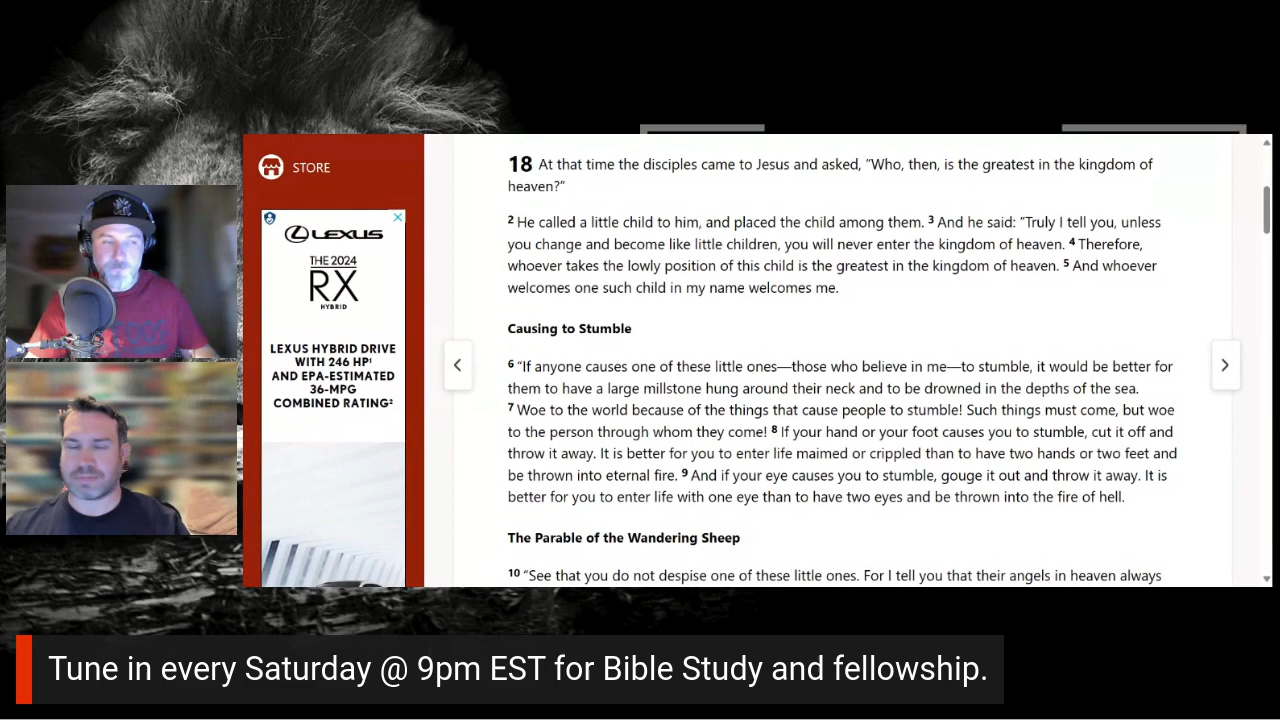 STORE
LEXUS
THE 2024
RX
HYBRID
LEXUS HYBRID DRIVE
WITH 246 HP¹
AND EPA-ESTIMATED
36-MPG
COMBINED RATING²
18 At that time the disciples came to Jesus and asked, “Who, then, is the greatest in the kingdom of
heaven?”
2 He called a little child to him, and placed the child among them. 3 And he said: “Truly I tell you, unless
you change and become like little children, you will never enter the kingdom of heaven. 4 Therefore,
whoever takes the lowly position of this child is the greatest in the kingdom of heaven. 5 And whoever
welcomes one such child in my name welcomes me.
Causing to Stumble
6 “If anyone causes one of these little ones—those who believe in me—to stumble, it would be better for
them to have a large millstone hung around their neck and to be drowned in the depths of the sea.
7 Woe to the world because of the things that cause people to stumble! Such things must come, but woe
to the person through whom they come! 8 If your hand or your foot causes you to stumble, cut it off and
throw it away. It is better for you to enter life maimed or crippled than to have two hands or two feet and
be thrown into eternal fire. 9 And if your eye causes you to stumble, gouge it out and throw it away. It is
better for you to enter life with one eye than to have two eyes and be thrown into the fire of hell.
The Parable of the Wandering Sheep
10 “See that you do not despise one of these little ones. For I tell you that their angels in heaven always
Tune in every Saturday @ 9pm EST for Bible Study and fellowship.